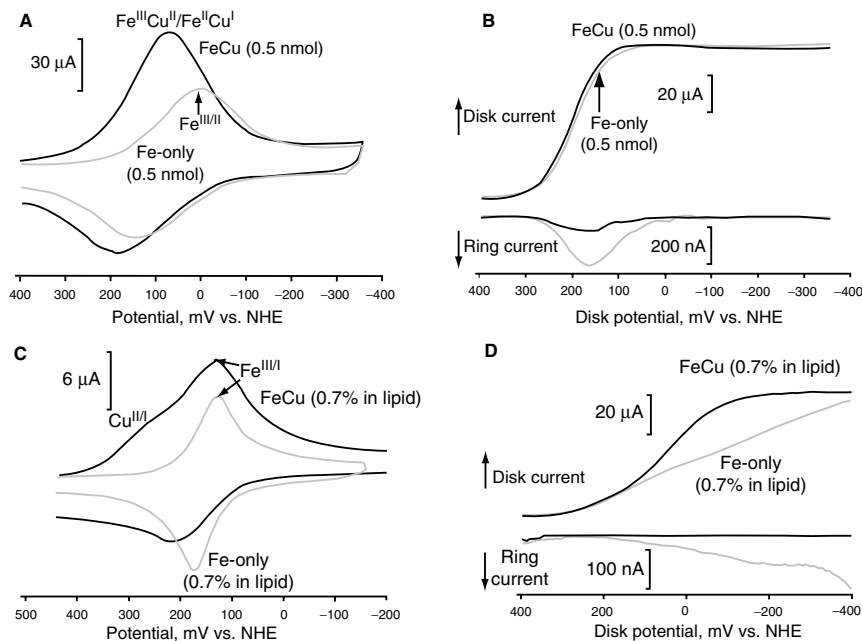 A
Fe^IIICu^II/Fe^IICu^I
FeCu (0.5 nmol)
30 µA
Fe^III/II
Fe-only
(0.5 nmol)
400 300 200 100 0 −100 −200 −300 −400
Potential, mV vs. NHE
B
FeCu (0.5 nmol)
20 µA
Disk current
Fe-only
(0.5 nmol)
Ring current
200 nA
400 300 200 100 0 −100 −200 −300 −400
Disk potential, mV vs. NHE
C
6 µA
Fe^III/I
FeCu (0.7% in lipid)
Cu^II/I
Fe-only
(0.7% in lipid)
500 400 300 200 100 0 −100 −200
Potential, mV vs. NHE
D
FeCu (0.7% in lipid)
20 µA
Disk current
Fe-only
(0.7% in lipid)
Ring
current
100 nA
400 200 0 −200 −400
Disk potential, mV vs. NHE